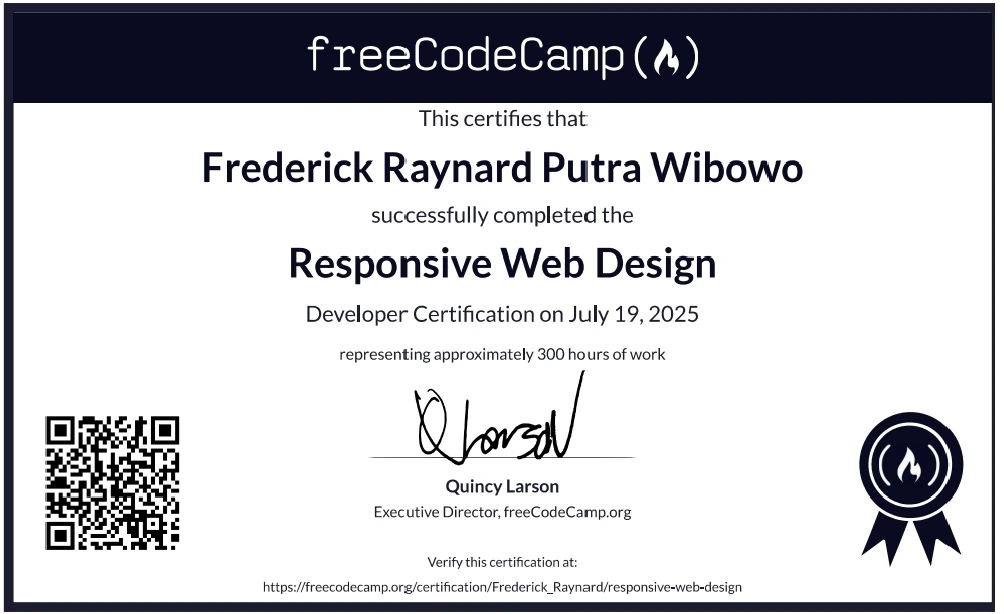 freeCodeCamp
This certifies that
Frederick Raynard Putra Wibowo
successfully completed the
Responsive Web Design
Developer Certification on July 19, 2025
representing approximately 300 hours of work
Quincy Larson
Executive Director, freeCodeCamp.org
Verify this certification at:
https://freecodecamp.org/certification/Frederick_Raynard/responsive-web-design